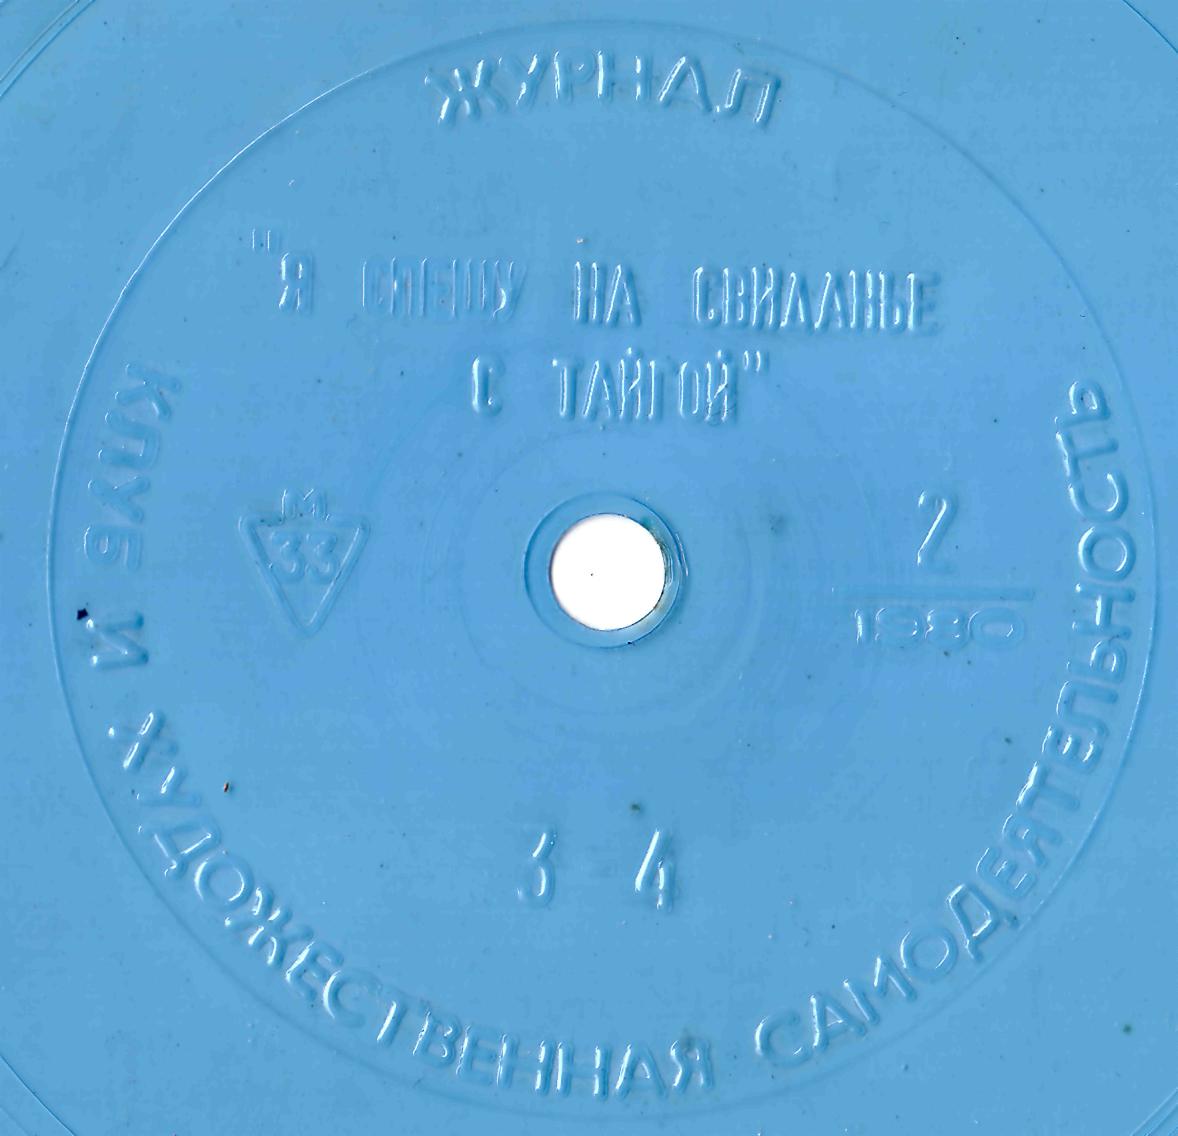 ЖУРНАЛ
"Я СПЕШУ НА СВИДАНЬЕ
С ТАЙГОЙ"
КЛУБ И ХУДОЖЕСТВЕННАЯ САМОДЕЯТЕЛЬНОСТЬ
М
33
2
1980
3 4